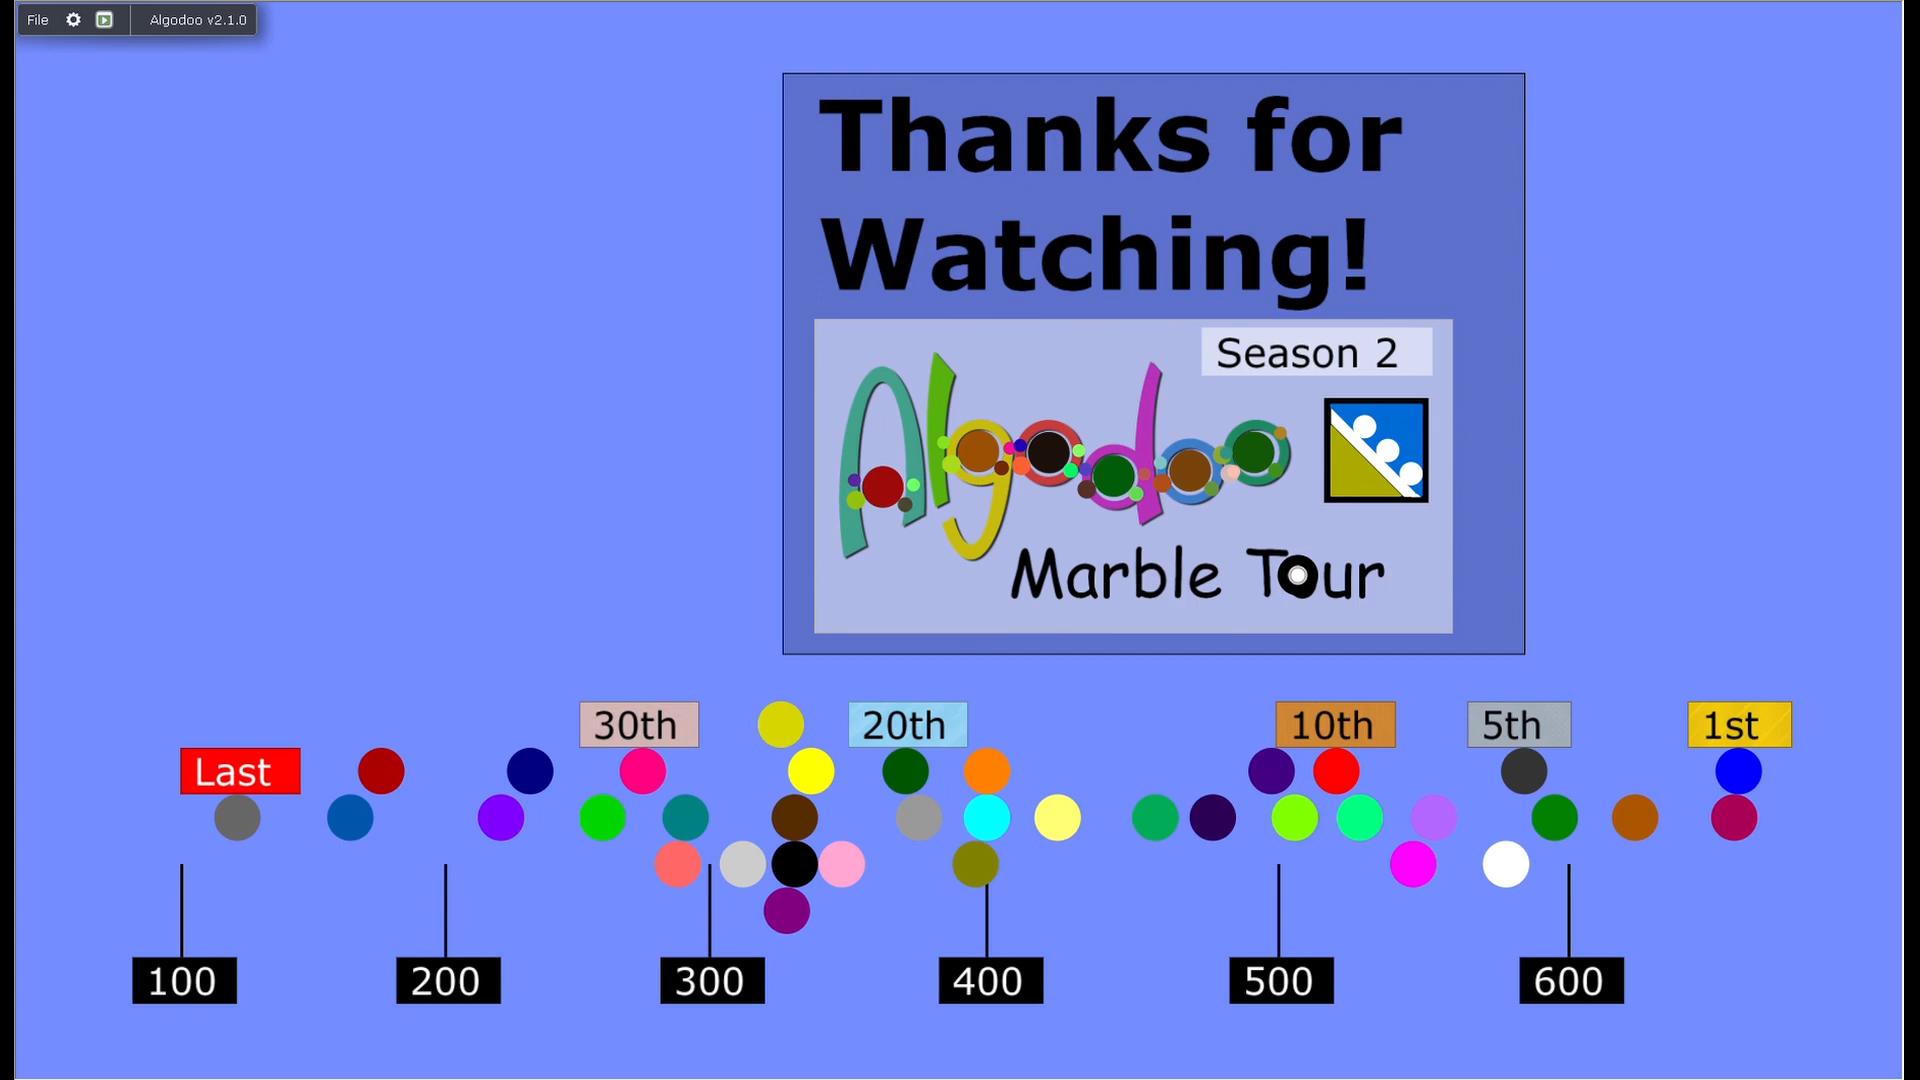 File
Algodoo v2.1.0
Thanks for
Watching!
Season 2
Algodoo
Marble Tour
30th
20th
10th
5th
1st
Last
100
200
300
400
500
600